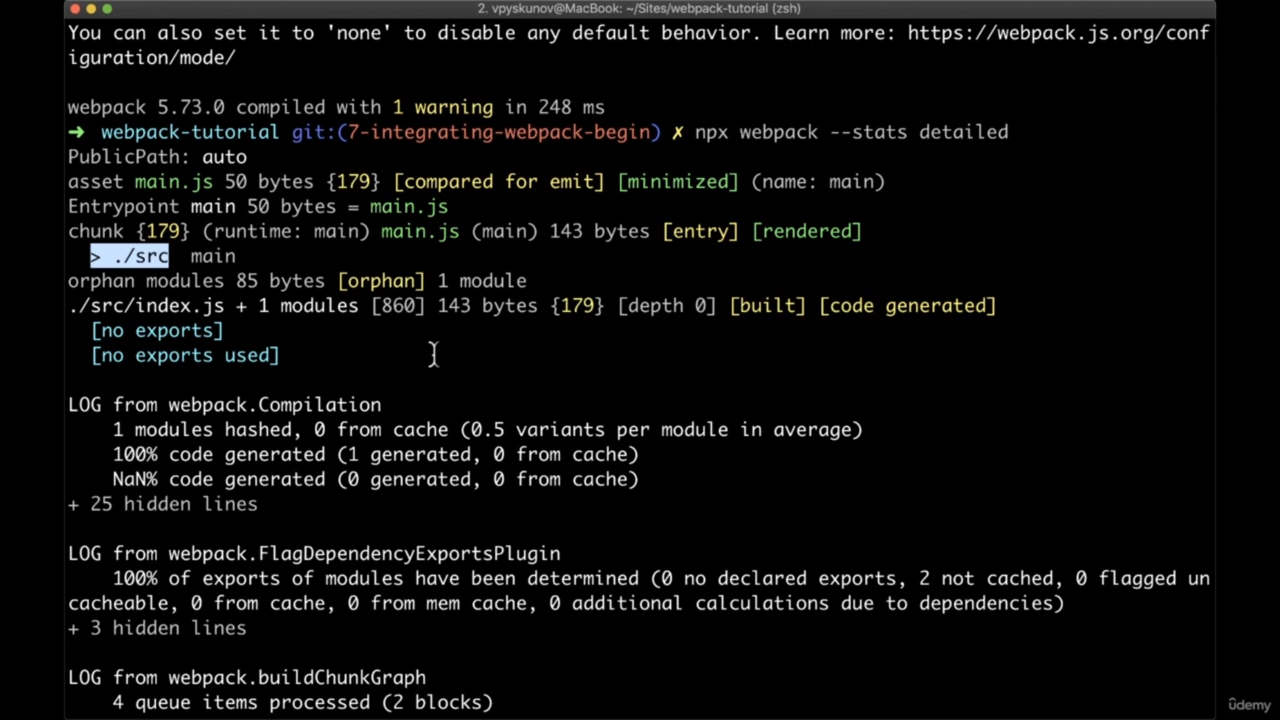 2. vpyskunov@MacBook: ~/Sites/webpack-tutorial (zsh)
You can also set it to 'none' to disable any default behavior. Learn more: https://webpack.js.org/conf
iguration/mode/
webpack 5.73.0 compiled with 1 warning in 248 ms
➜ webpack-tutorial git:(7-integrating-webpack-begin) ✗ npx webpack --stats detailed
PublicPath: auto
asset main.js 50 bytes {179} [compared for emit] [minimized] (name: main)
Entrypoint main 50 bytes = main.js
chunk {179} (runtime: main) main.js (main) 143 bytes [entry] [rendered]
> ./src main
orphan modules 85 bytes [orphan] 1 module
./src/index.js + 1 modules [860] 143 bytes {179} [depth 0] [built] [code generated]
[no exports]
[no exports used]
LOG from webpack.Compilation
1 modules hashed, 0 from cache (0.5 variants per module in average)
100% code generated (1 generated, 0 from cache)
NaN% code generated (0 generated, 0 from cache)
+ 25 hidden lines
LOG from webpack.FlagDependencyExportsPlugin
100% of exports of modules have been determined (0 no declared exports, 2 not cached, 0 flagged un
cacheable, 0 from cache, 0 from mem cache, 0 additional calculations due to dependencies)
+ 3 hidden lines
LOG from webpack.buildChunkGraph
4 queue items processed (2 blocks)
ûdemy